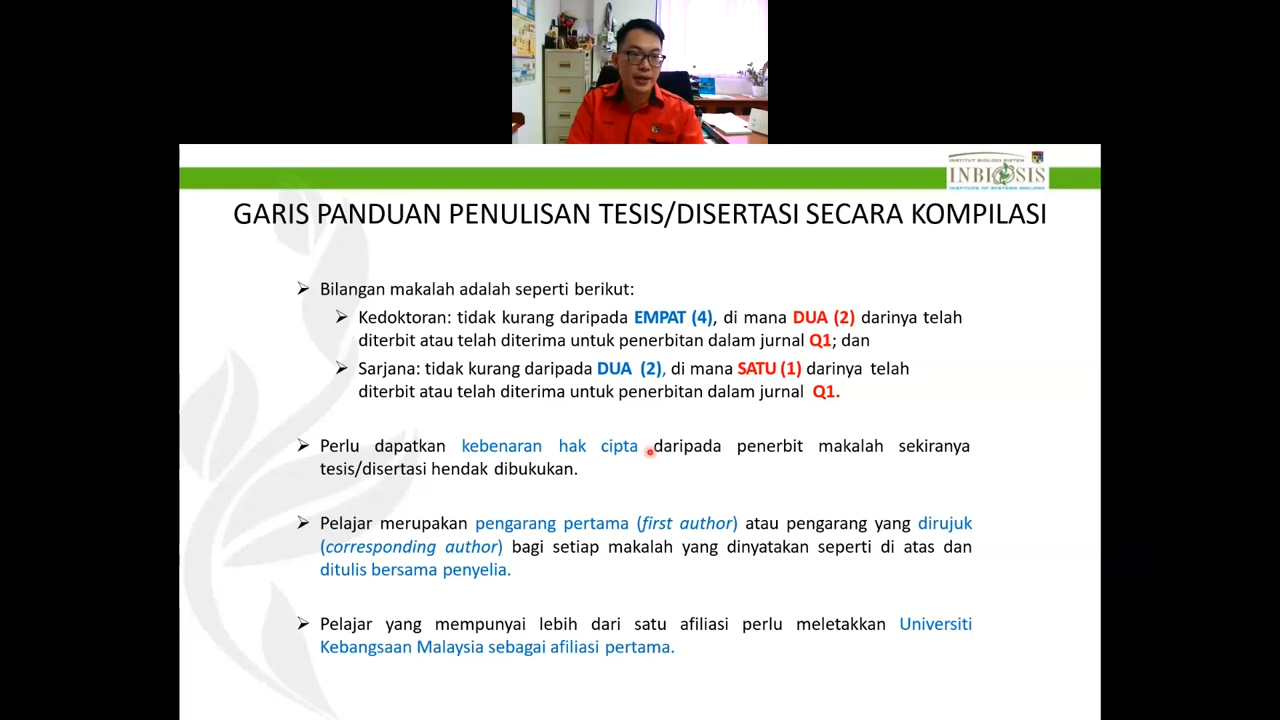 INSTITUT BIOLOGI SISTEM
INBIOSIS
INSTITUTE OF SYSTEMS BIOLOGY
GARIS PANDUAN PENULISAN TESIS/DISERTASI SECARA KOMPILASI
➢ Bilangan makalah adalah seperti berikut:
➢ Kedoktoran: tidak kurang daripada EMPAT (4), di mana DUA (2) darinya telah
diterbit atau telah diterima untuk penerbitan dalam jurnal Q1; dan
➢ Sarjana: tidak kurang daripada DUA (2), di mana SATU (1) darinya telah
diterbit atau telah diterima untuk penerbitan dalam jurnal Q1.
➢ Perlu dapatkan kebenaran hak cipta daripada penerbit makalah sekiranya
tesis/disertasi hendak dibukukan.
➢ Pelajar merupakan pengarang pertama (first author) atau pengarang yang dirujuk
(corresponding author) bagi setiap makalah yang dinyatakan seperti di atas dan
ditulis bersama penyelia.
➢ Pelajar yang mempunyai lebih dari satu afiliasi perlu meletakkan Universiti
Kebangsaan Malaysia sebagai afiliasi pertama.